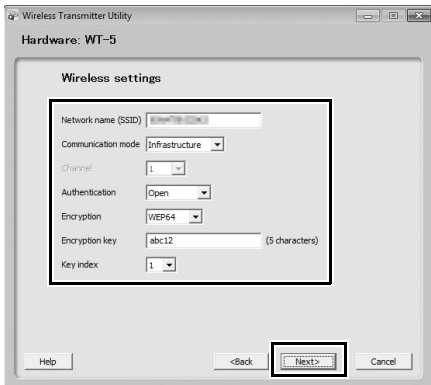 Wireless Transmitter Utility
Hardware: WT-5
Wireless settings
Network name (SSID)
Communication mode Infrastructure
Channel 1
Authentication Open
Encryption WEP64
Encryption key abc12 (5 characters)
Key index 1
Help <Back Next> Cancel